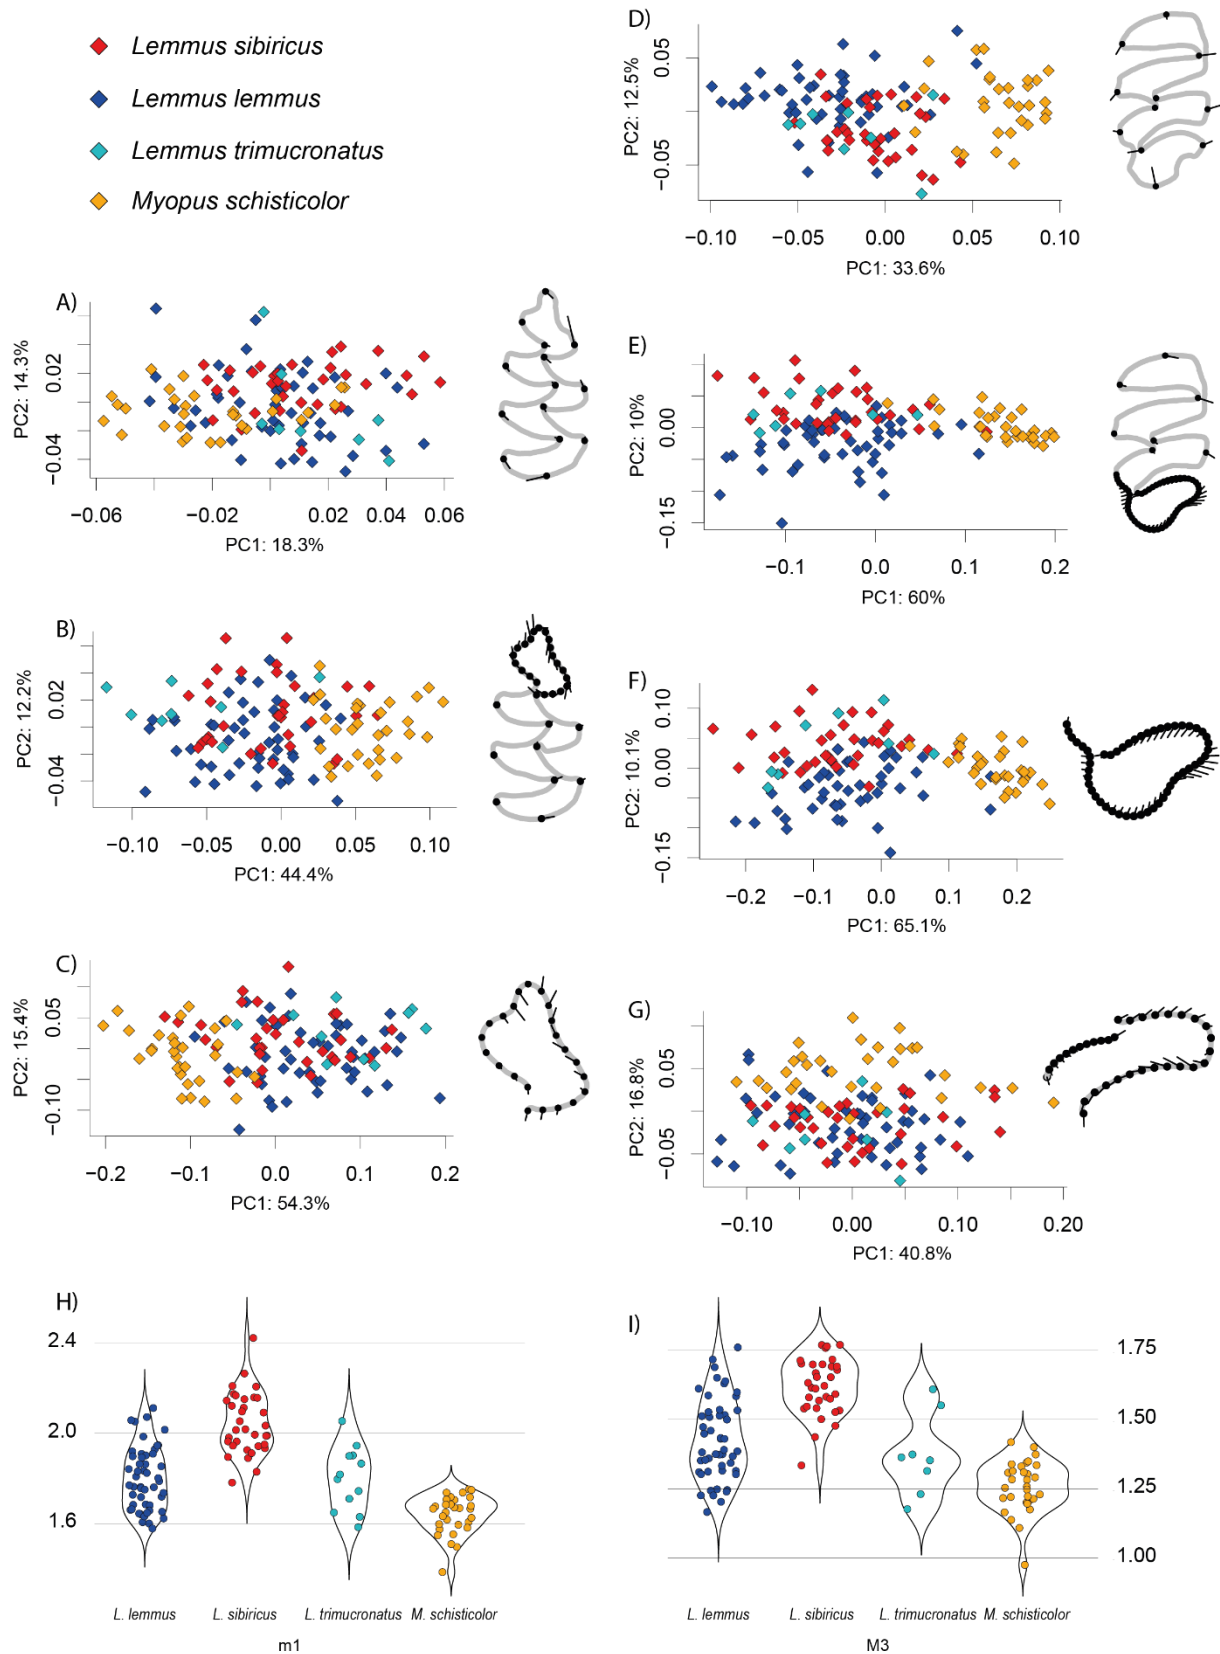 Lemmus sibiricus
Lemmus lemmus
Lemmus trimucronatus
Myopus schisticolor
A)
PC2: 14.3%
0.02
−0.04
−0.06
−0.02
0.02
0.04
0.06
PC1: 18.3%
B)
PC2: 12.2%
0.02
−0.04
−0.10
−0.05
0.00
0.05
0.10
PC1: 44.4%
C)
PC2: 15.4%
0.05
−0.10
−0.2
−0.1
0.0
0.1
0.2
PC1: 54.3%
D)
PC2: 12.5%
0.05
−0.05
−0.10
−0.05
0.00
0.05
0.10
PC1: 33.6%
E)
PC2: 10%
0.00
−0.15
−0.1
0.0
0.1
0.2
PC1: 60%
F)
PC2: 10.1%
0.10
0.00
−0.15
−0.2
−0.1
0.0
0.1
0.2
PC1: 65.1%
G)
PC2: 16.8%
0.05
−0.05
−0.10
0.00
0.10
0.20
PC1: 40.8%
H)
2.4
2.0
1.6
L. lemmus
L. sibiricus
L. trimucronatus
M. schisticolor
m1
I)
1.75
1.50
1.25
1.00
L. lemmus
L. sibiricus
L. trimucronatus
M. schisticolor
M3